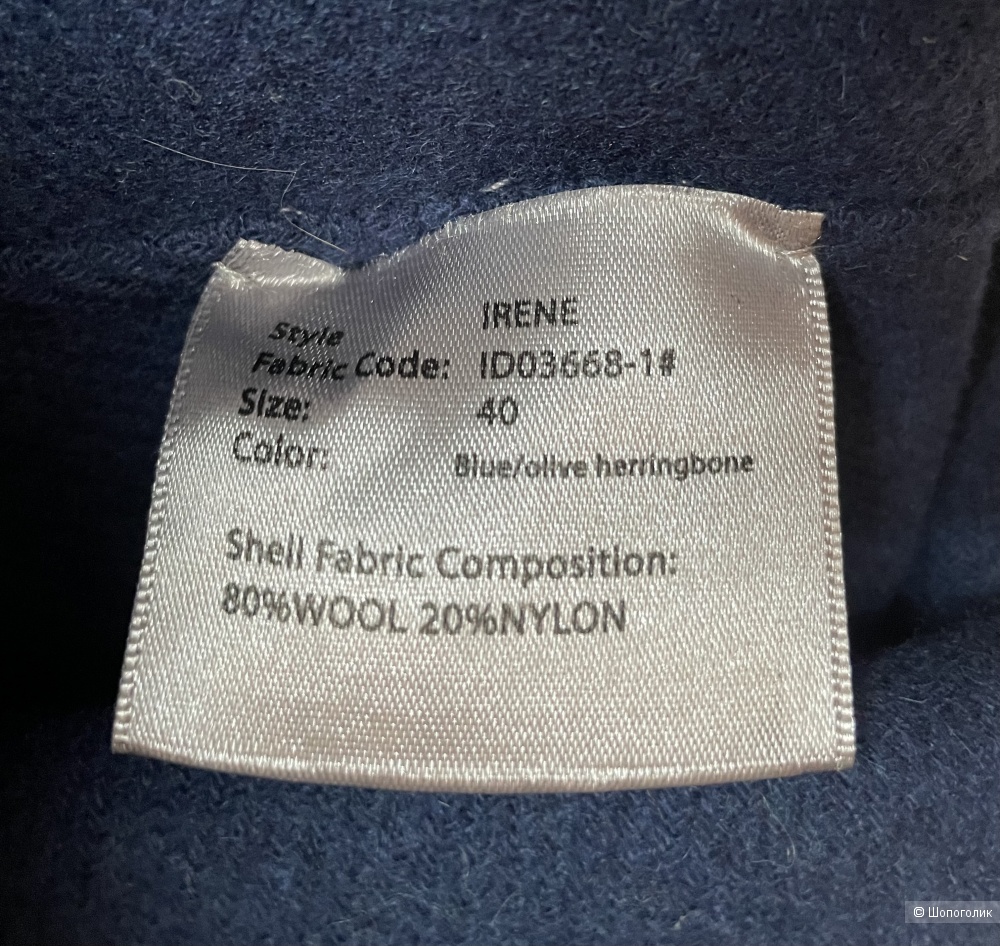 Style IRENE
Fabric Code: ID03668-1#
Size: 40
Color: Blue/olive herringbone
Shell Fabric Composition:
80%WOOL 20%NYLON
© Шопоголик